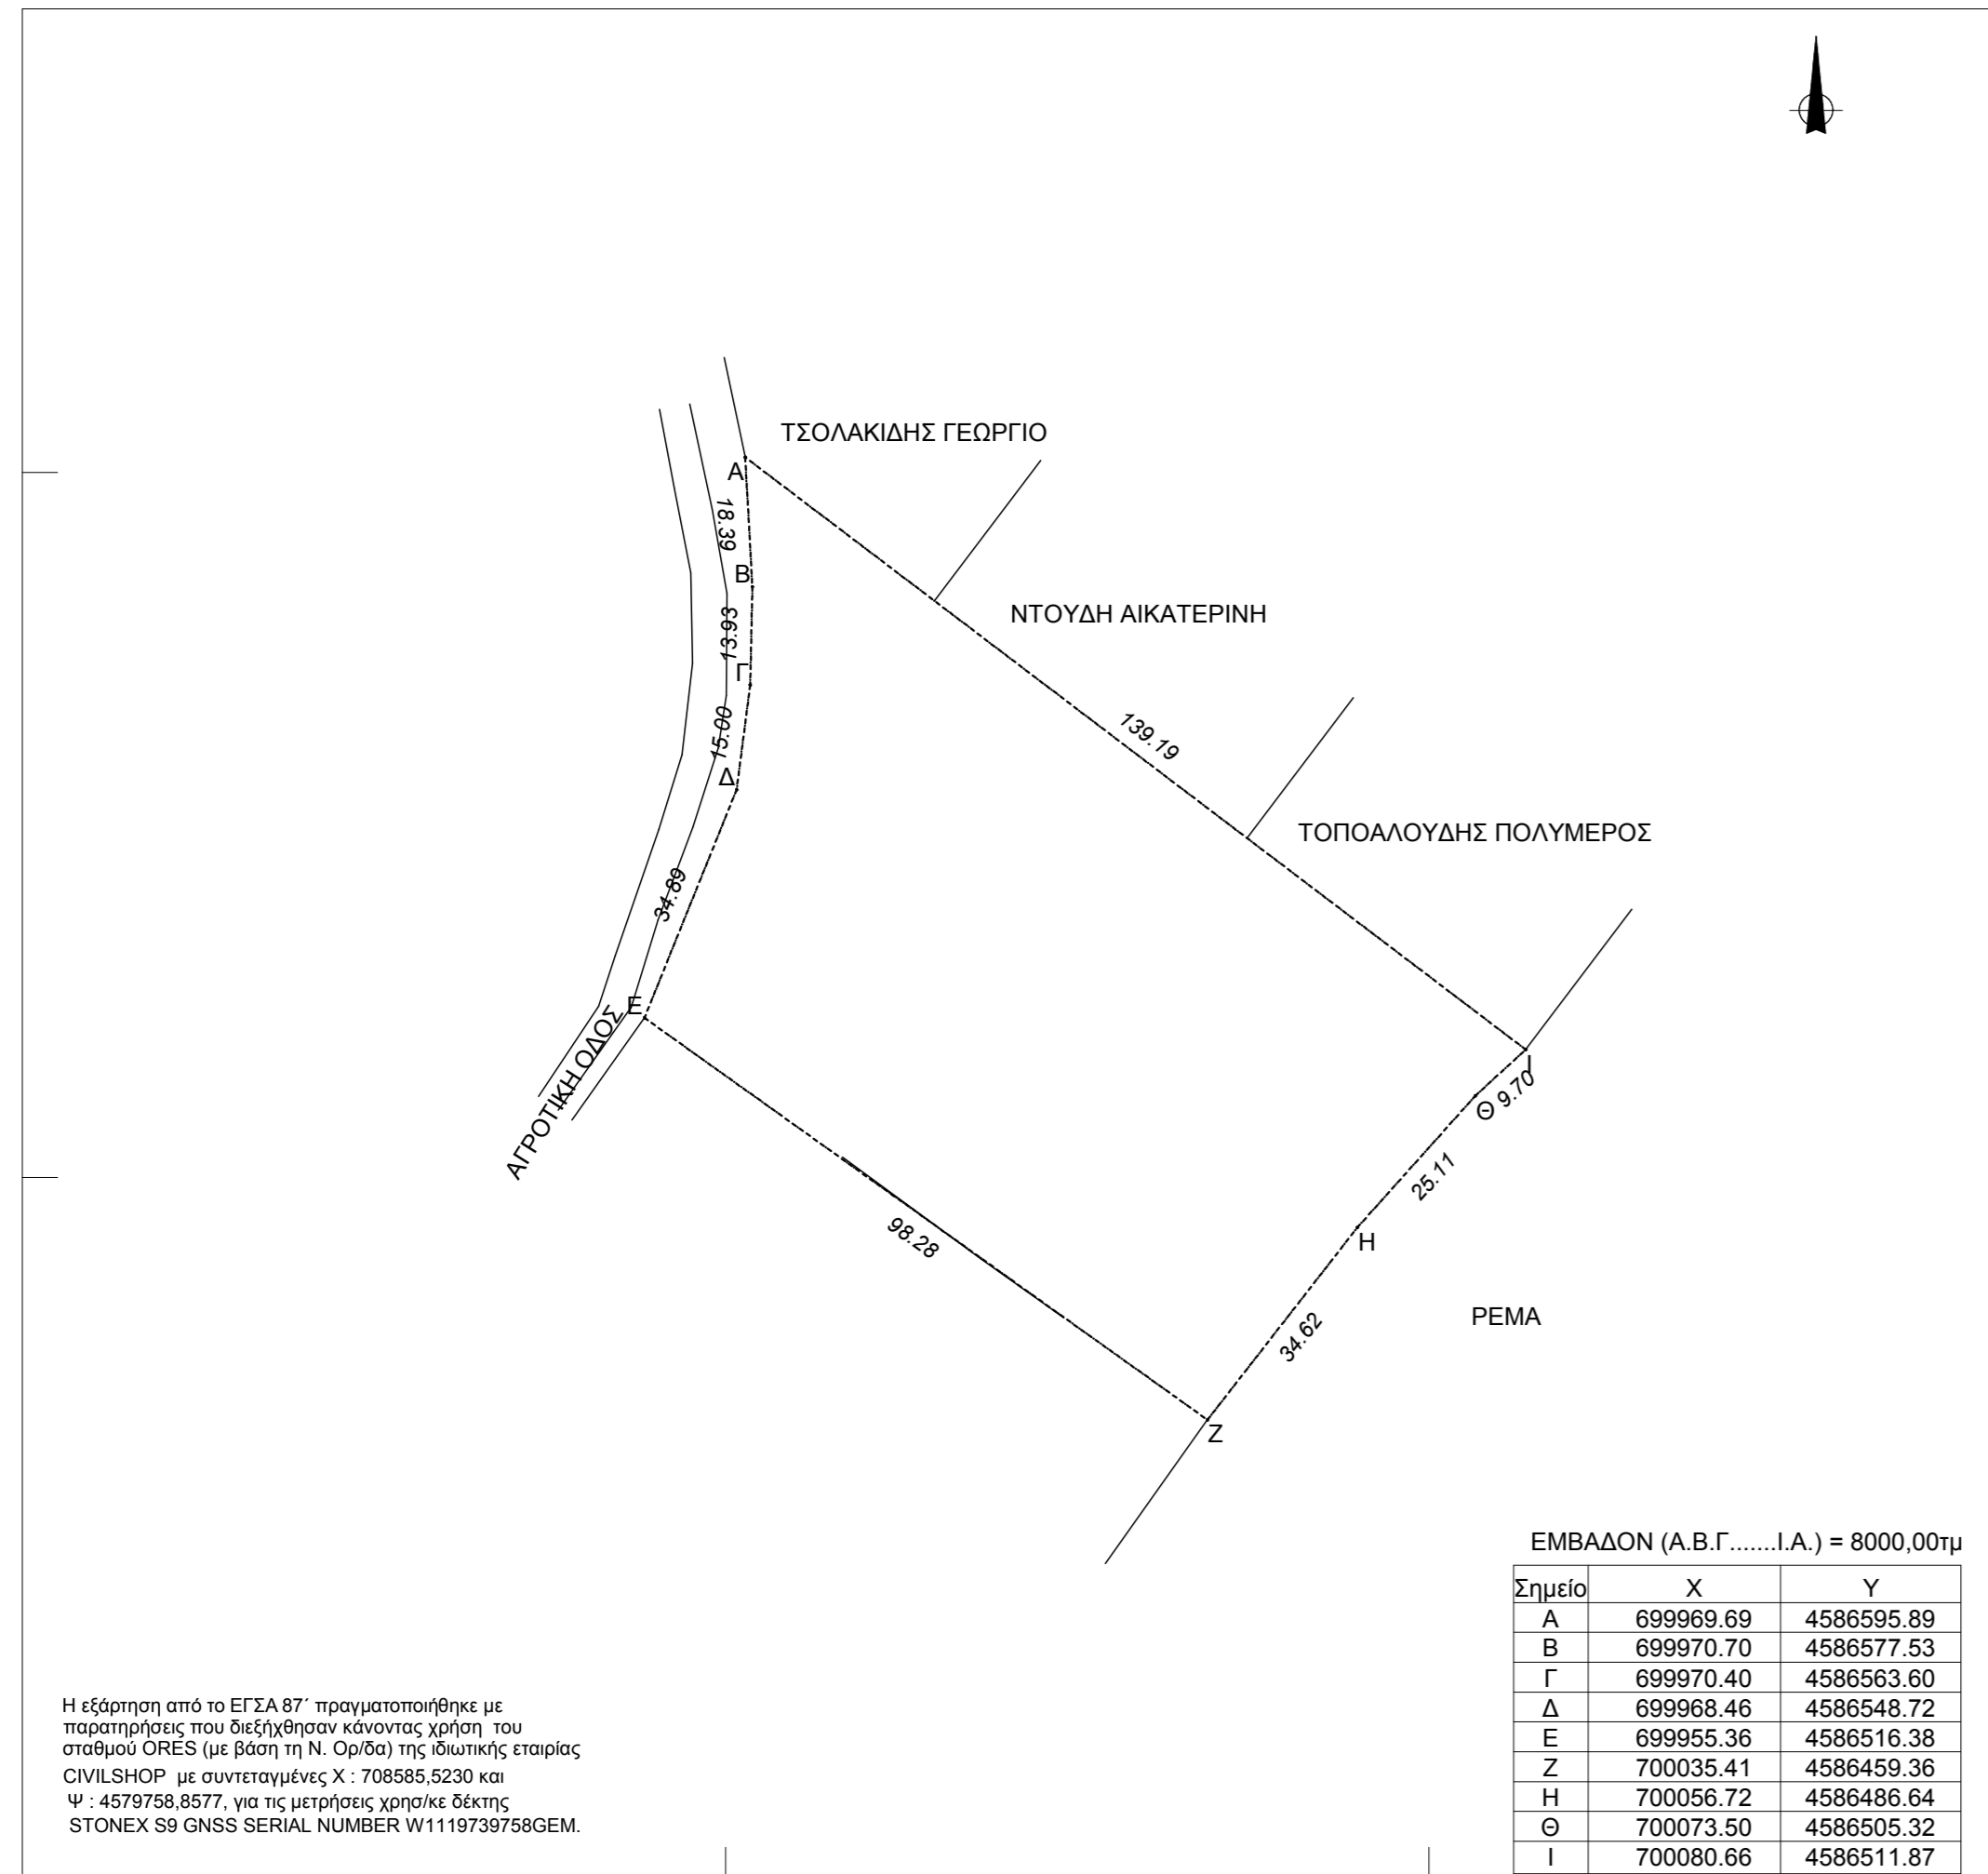 ΤΣΟΛΑΚΙΔΗΣ ΓΕΩΡΓΙΟ
Α
18.39
Β
ΝΤΟΥΔΗ ΑΙΚΑΤΕΡΙΝΗ
13.93
Γ
15.00
139.19
Δ
ΤΟΠΟΑΛΟΥΔΗΣ ΠΟΛΥΜΕΡΟΣ
34.89
Ε
ΑΓΡΟΤΙΚΗ ΟΔΟΣ
Ι
9.70
Θ
25.11
98.28
Η
ΡΕΜΑ
34.62
Ζ
ΕΜΒΑΔΟΝ (Α.Β.Γ.......Ι.Α.) = 8000,00τμ
Σημείο X Y
Α 699969.69 4586595.89
Β 699970.70 4586577.53
Γ 699970.40 4586563.60
Δ 699968.46 4586548.72
Ε 699955.36 4586516.38
Ζ 700035.41 4586459.36
Η 700056.72 4586486.64
Θ 700073.50 4586505.32
Ι 700080.66 4586511.87
Η εξάρτηση από το ΕΓΣΑ 87΄ πραγματοποιήθηκε με
παρατηρήσεις που διεξήχθησαν κάνοντας χρήση του
σταθμού ORES (με βάση τη Ν. Ορ/δα) της ιδιωτικής εταιρίας
CIVILSHOP με συντεταγμένες Χ : 708585,5230 και
Ψ : 4579758,8577, για τις μετρήσεις χρησ/κε δέκτης
STONEX S9 GNSS SERIAL NUMBER W1119739758GEM.